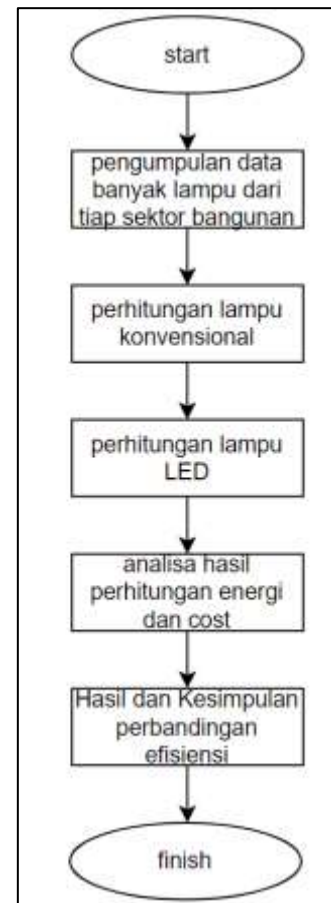 start
pengumpulan data
banyak lampu dari
tiap sektor bangunan
perhitungan lampu
konvensional
perhitungan lampu
LED
analisa hasil
perhitungan energi
dan cost
Hasil dan Kesimpulan
perbandingan
efisiensi
finish